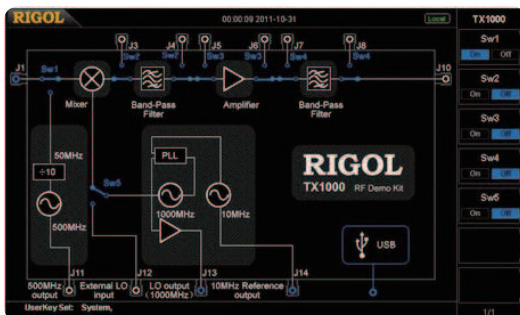 RIGOL
00:00:09 2011-10-31
Local
TX1000
J3
J4
J5
J6
J7
J8
Sw1
On
Off
J1
Sw1
Sw2
Sw2
Sw3
Sw3
Sw4
Sw4
J10
Sw2
On
Off
Mixer
Band-Pass
Filter
Amplifier
Band-Pass
Filter
Sw3
On
Off
50MHz
÷10
PLL
RIGOL
TX1000 RF Demo Kit
Sw4
On
Off
Sw5
1000MHz
10MHz
500MHz
USB
Sw5
On
Off
J11
J12
J13
J14
500MHz
output
External LO
input
LO output
(1000MHz)
10MHz Reference
output
UserKey Set: System,
1/1